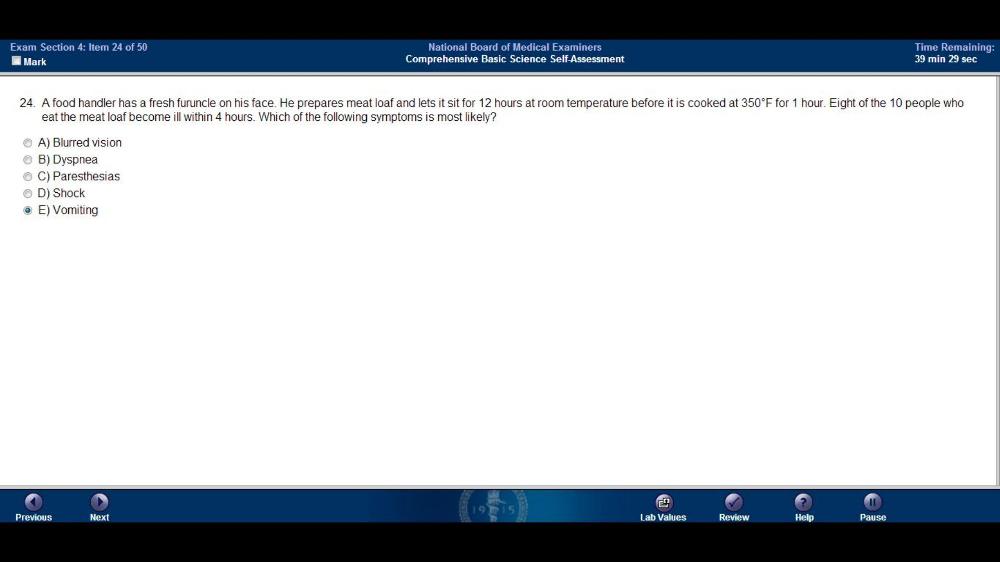 Exam Section 4: Item 24 of 50
Mark
National Board of Medical Examiners
Comprehensive Basic Science Self-Assessment
Time Remaining:
39 min 29 sec
24. A food handler has a fresh furuncle on his face. He prepares meat loaf and lets it sit for 12 hours at room temperature before it is cooked at 350°F for 1 hour. Eight of the 10 people who
eat the meat loaf become ill within 4 hours. Which of the following symptoms is most likely?
A) Blurred vision
B) Dyspnea
C) Paresthesias
D) Shock
E) Vomiting
1915
Previous
Next
Lab Values
Review
Help
Pause